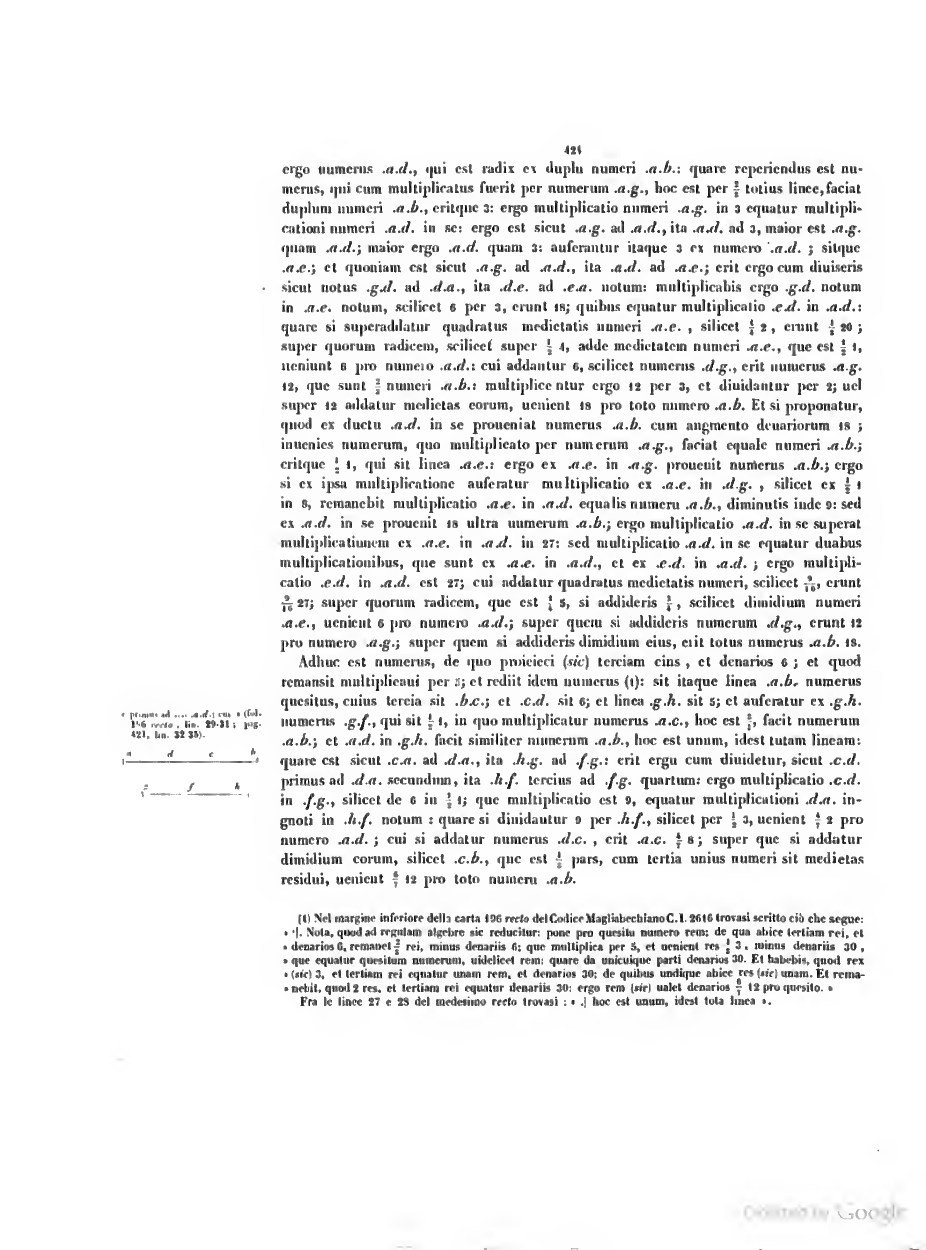 421
ergo numerus .a.d., qui est radix ex duplu numeri .a.b.: quare reperiendus est nu-
merus, qui cum multiplicatus fuerit per numerum .a.g., hoc est per 2/3 totius linee, faciat
duplum numeri .a.b., eritque 3: ergo multiplicatio numeri .a.g. in 3 equatur multipli-
cationi numeri .a.d. in se: ergo est sicut .a.g. ad .a.d., ita .a.d. ad 3, maior est .a.g.
quam .a.d.; maior ergo .a.d. quam 3: auferantur itaque 3 ex numero .a.d. ; sitque
.a.e.; et quoniam est sicut .a.g. ad .a.d., ita .a.d. ad .a.e.; erit ergo cum diuiseris
sicut notus .g.d. ad .d.a., ita .d.e. ad .e.a. notum: multiplicabis ergo .g.d. notum
in .a.e. notum, scilicet 6 per 3, erunt 18; quibus equatur multiplicatio .e.d. in .a.d.:
quare si superaddatur quadratus medietatis numeri .a.e. , silicet 1/4 2, erunt 1/4 20 ;
super quorum radicem, scilicet super 1/2 4, adde medietatem numeri .a.e., que est 1/2 1,
ueniunt 6 pro numero .a.d.: cui addantur 6, scilicet numerus .d.g., erit numerus .a.g.
12, que sunt 2/3 numeri .a.b.: multiplicentur ergo 12 per 3, et diuidantur per 2; uel
super 12 addatur medietas eorum, uenient 18 pro toto numero .a.b. Et si proponatur,
quod ex ductu .a.d. in se proueniat numerus .a.b. cum augmento denariorum 18 ;
inuenies numerum, quo multiplicato per numerum .a.g., faciat equale numeri .a.b.;
eritque 1/2 1, qui sit linea .a.e.: ergo ex .a.e. in .a.g. prouenit numerus .a.b.; ergo
si ex ipsa multiplicatione auferatur multiplicatio ex .a.e. in .d.g. , silicet ex 1/2 1
in 6, remanebit multiplicatio .a.e. in .a.d. equalis numeru .a.b., diminutis inde 9: sed
ex .a.d. in se prouenit 18 ultra numerum .a.b.; ergo multiplicatio .a.d. in se superat
multiplicatiunem ex .a.e. in .a.d. in 27: sed multiplicatio .a.d. in se equatur duabus
multiplicationibus, que sunt ex .a.e. in .a.d., et ex .e.d. in .a.d. ; ergo multipli-
catio .e.d. in .a.d. est 27; cui addatur quadratus medietatis numeri, scilicet 9/16, erunt
9/16 27; super quorum radicem, que est 1/4 5, si addideris 3/4, scilicet dimidium numeri
.a.e., uenient 6 pro numero .a.d.; super quem si addideris numerum .d.g., erunt 12
pro numero .a.g.; super quem si addideris dimidium eius, erit totus numerus .a.b. 18.
Adhuc est numerus, de quo proicieci (sic) terciam eius , et denarios 6 ; et quod
remansit multiplicaui per 5; et rediit idem numerus (1): sit itaque linea .a.b. numerus
quesitus, cuius tercia sit .b.c.; et .c.d. sit 6; et linea .g.h. sit 5; et auferatur ex .g.h.
numerus .g.f., qui sit 1/2 1, in quo multiplicatur numerus .a.c., hoc est 2/3, facit numerum
.a.b.; et .a.d. in .g.h. facit similiter numerum .a.b., hoc est unum, idest totam lineam:
quare est sicut .c.a. ad .d.a., ita .h.g. ad .f.g.: erit ergu cum diuidetur, sicut .c.d.
primus ad .d.a. secundum, ita .h.f. tercius ad .f.g. quartum: ergo multiplicatio .c.d.
in .f.g., silicet de 6 in 1/2 1; que multiplicatio est 9, equatur multiplicationi .d.a. in-
gnoti in .h.f. notum : quare si diuidantur 9 per .h.f., silicet per 1/2 3, uenient 4/7 2 pro
numero .a.d. ; cui si addatur numerus .d.c. , crit .a.c. 4/7 8 ; super que si addatur
dimidium eorum, silicet .c.b., que est 1/3 pars, cum tertia unius numeri sit medietas
residui, uenient 6/7 12 pro toto numeru .a.b.
« primus ad .... .a.d.; cui » (fol.
196 recto , lin. 29-31 ; pag.
421, lin. 32-35).
a d c b
g f h
(1) Nel margine inferiore della carta 196 recto del Codice Magliabechiano C. I. 2616 trovasi scritto ciò che segue:
« ·|. Nota, quod ad regulam algebre sic reducitur: pone pro quesitu numero rem; de qua abice tertiam rei, et
» denarios 6, remanet 2/3 rei, minus denariis 6; que multiplica per 5, et uenient res 1/3 3 , minus denariis 30 ,
» que equatur quesitum numerum, uidelicet rem: quare da unicuique parti denarios 30. Et habebis, quod rex
» (sic) 3, et tertiam rei equatur unam rem, et denarios 30; de quibus undique abice res (sic) unam. Et rema-
» nebit, quod 2 res, et tertiam rei equatur denariis 30: ergo rem (sic) ualet denarios 6/7 12 pro quesito. »
Fra le linee 27 e 28 del medesimo recto trovasi : « .| hoc est unum, idest tota linea ».
Digitized by Google